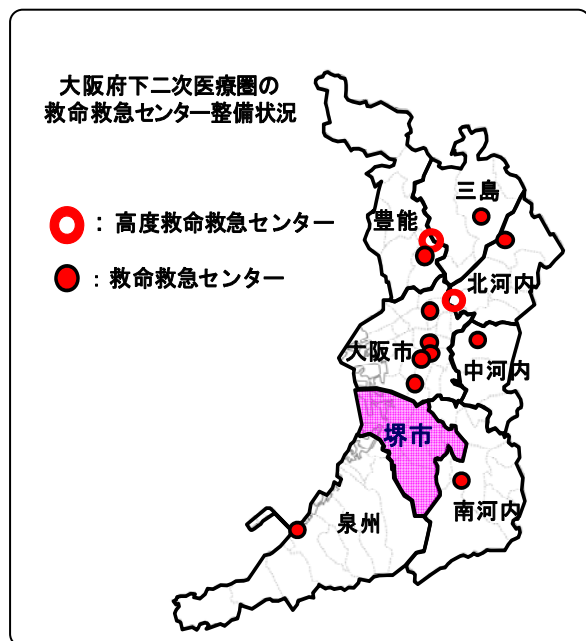 大阪府下二次医療圏の
救命救急センター整備状況
：高度救命救急センター
：救命救急センター
三島
豊能
北河内
大阪市
中河内
堺市
南河内
泉州